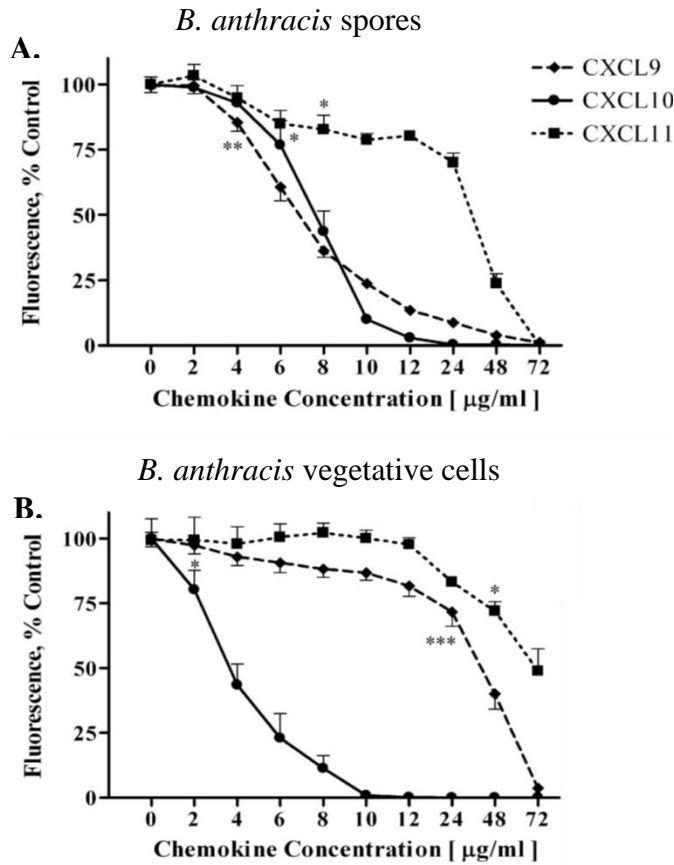 B. anthracis spores
A.
CXCL9
CXCL10
CXCL11
Fluorescence, % Control
100
75
50
25
0
*
**
*
0 2 4 6 8 10 12 24 48 72
Chemokine Concentration [ μg/ml ]
B. anthracis vegetative cells
B.
Fluorescence, % Control
100
75
50
25
0
*
***
*
0 2 4 6 8 10 12 24 48 72
Chemokine Concentration [ μg/ml ]